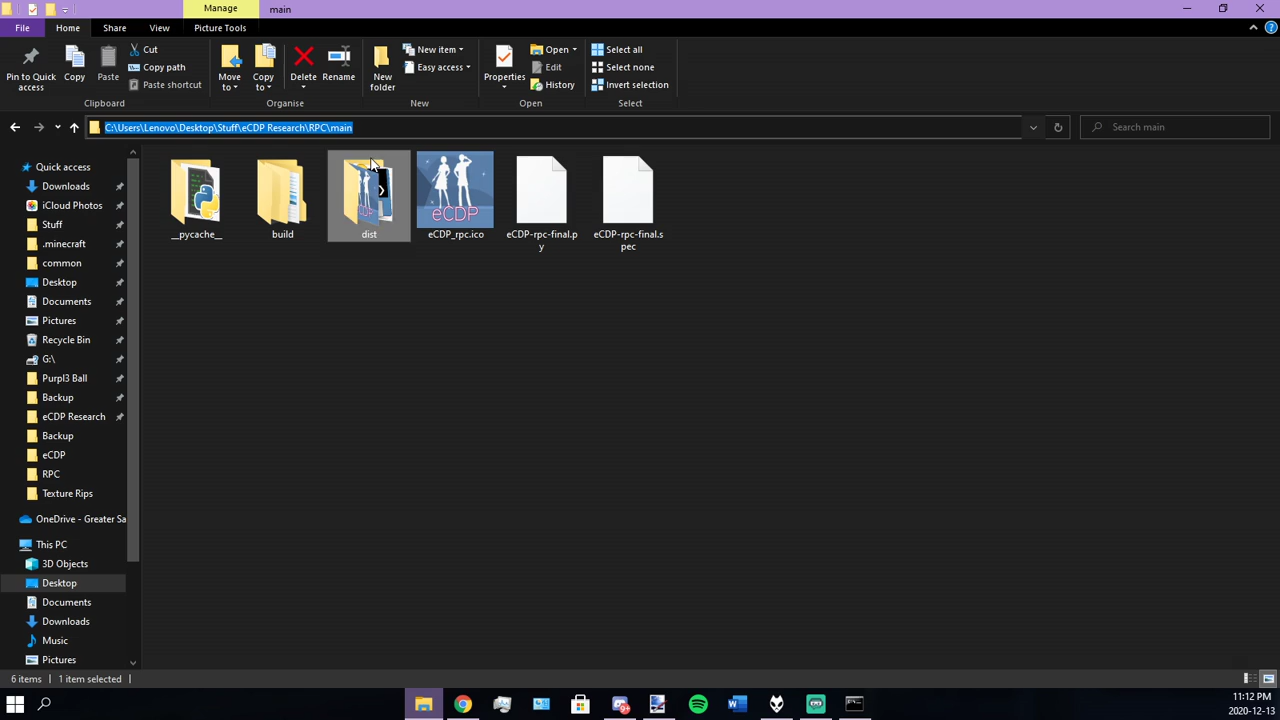 Manage
main
File
Home
Share
View
Picture Tools
Pin to Quick
access
Copy
Paste
Cut
Copy path
Paste shortcut
Clipboard
Move
to
Copy
to
Delete
Rename
Organise
New
folder
New item
Easy access
New
Properties
Open
Edit
History
Open
Select all
Select none
Invert selection
Select
C:\Users\Lenovo\Desktop\Stuff\eCDP Research\RPC\main
Search main
Quick access
Downloads
iCloud Photos
Stuff
.minecraft
common
Desktop
Documents
Pictures
Recycle Bin
G:\
Purpl3 Ball
Backup
eCDP Research
Backup
eCDP
RPC
Texture Rips
OneDrive - Greater Sa
This PC
3D Objects
Desktop
Documents
Downloads
Music
Pictures
__pycache__
build
dist
eCDP
eCDP_rpc.ico
eCDP-rpc-final.p
y
eCDP-rpc-final.s
pec
6 items
1 item selected
11:12 PM
2020-12-13